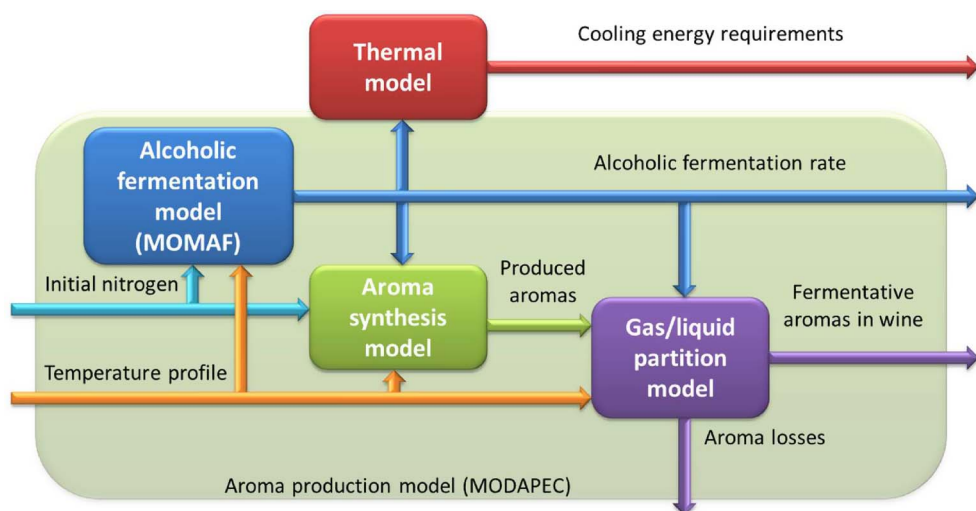 Thermal
model
Cooling energy requirements
Alcoholic
fermentation
model
(MOMAF)
Alcoholic fermentation rate
Initial nitrogen
Aroma
synthesis
model
Produced
aromas
Gas/liquid
partition
model
Fermentative
aromas in wine
Temperature profile
Aroma losses
Aroma production model (MODAPEC)